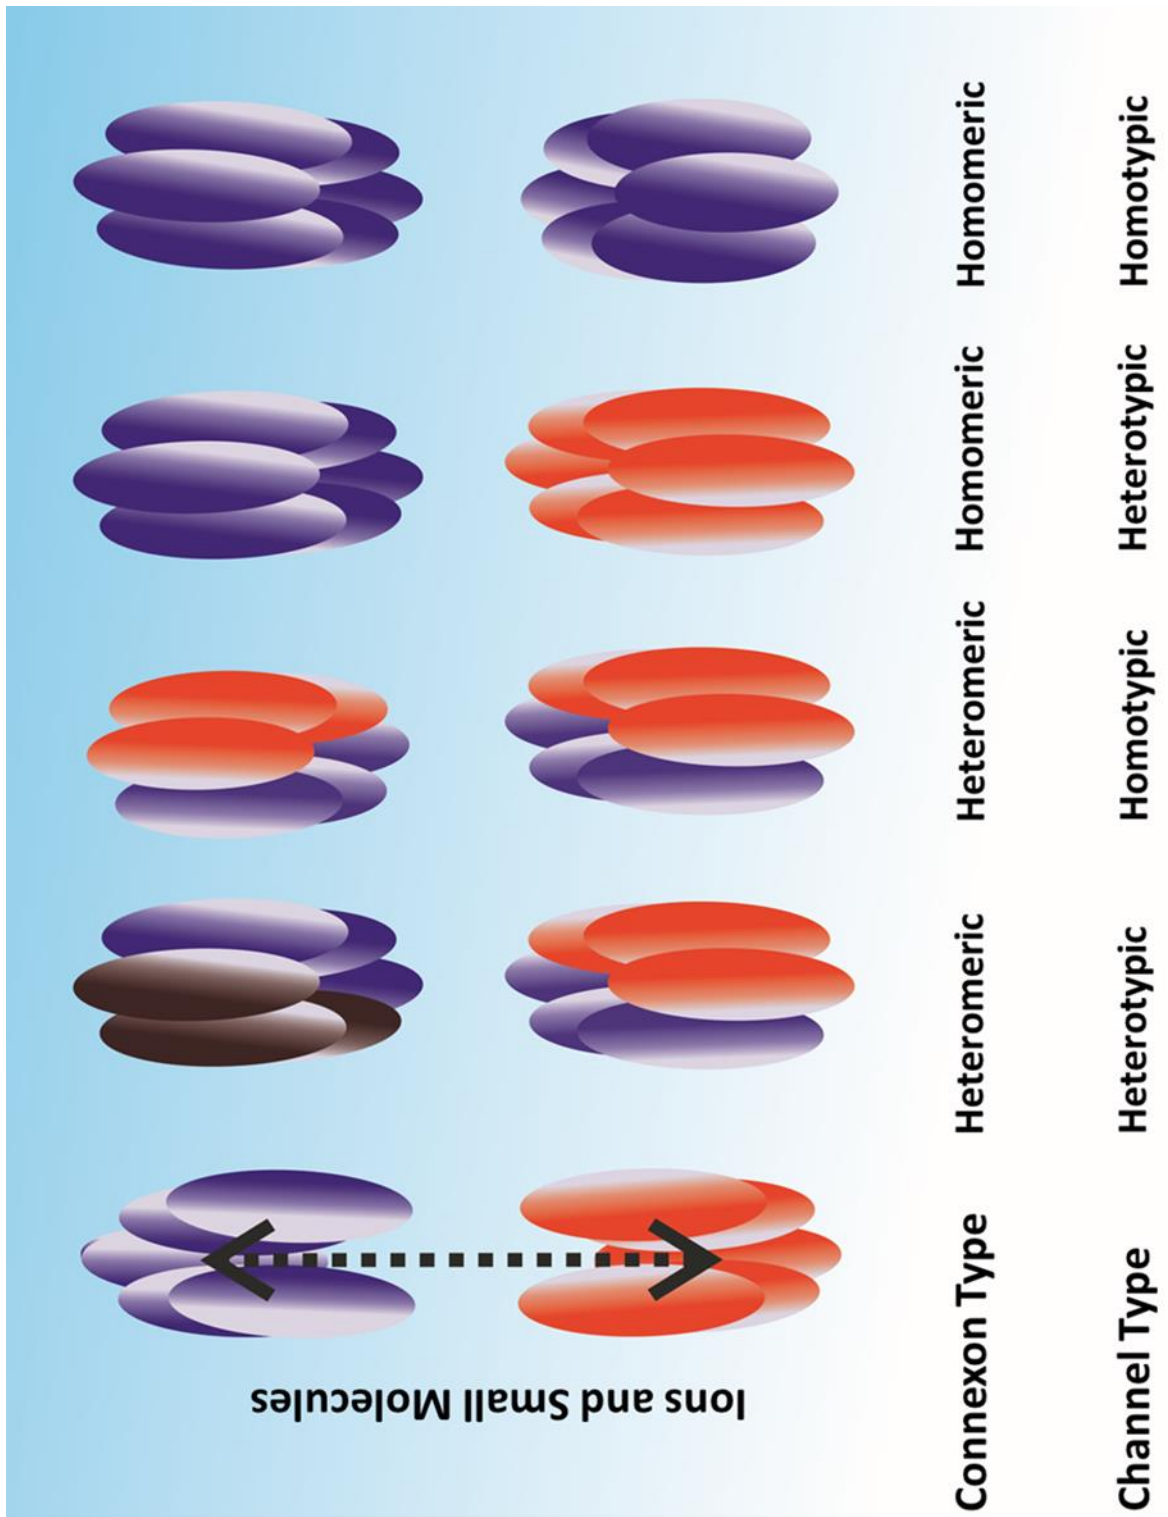 Ions and Small Molecules
Connexon Type Heteromeric Heteromeric Homomeric Homomeric
Channel Type Heterotypic Homotypic Heterotypic Homotypic